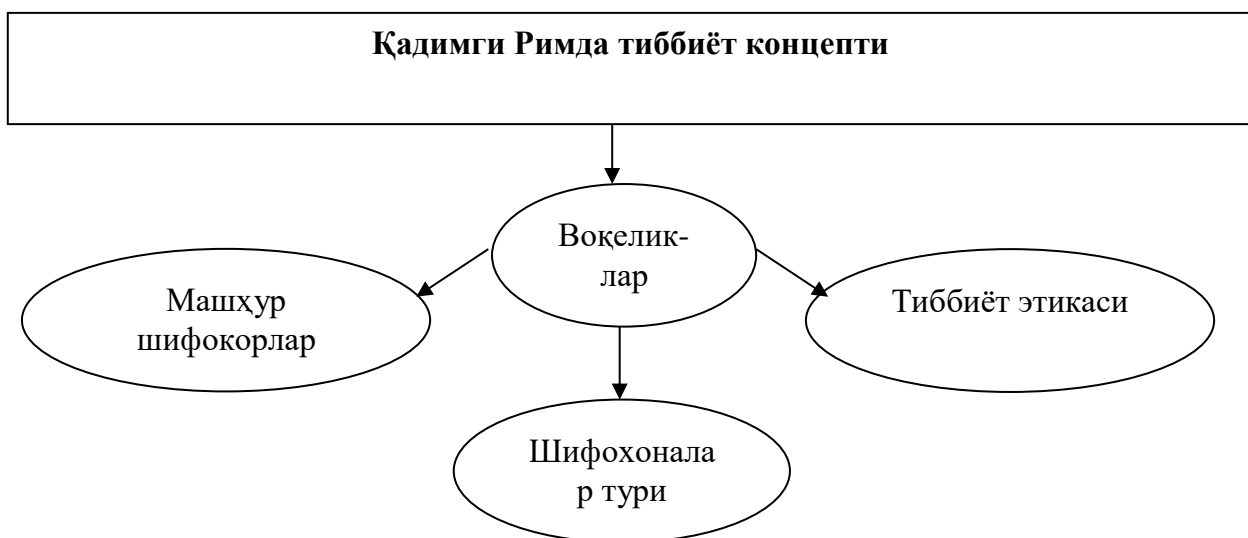 Қадимги Римда тиббиёт концепти
Воқелик-
лар
Машҳур
шифокорлар
Тиббиёт этикаси
Шифохонала
р тури